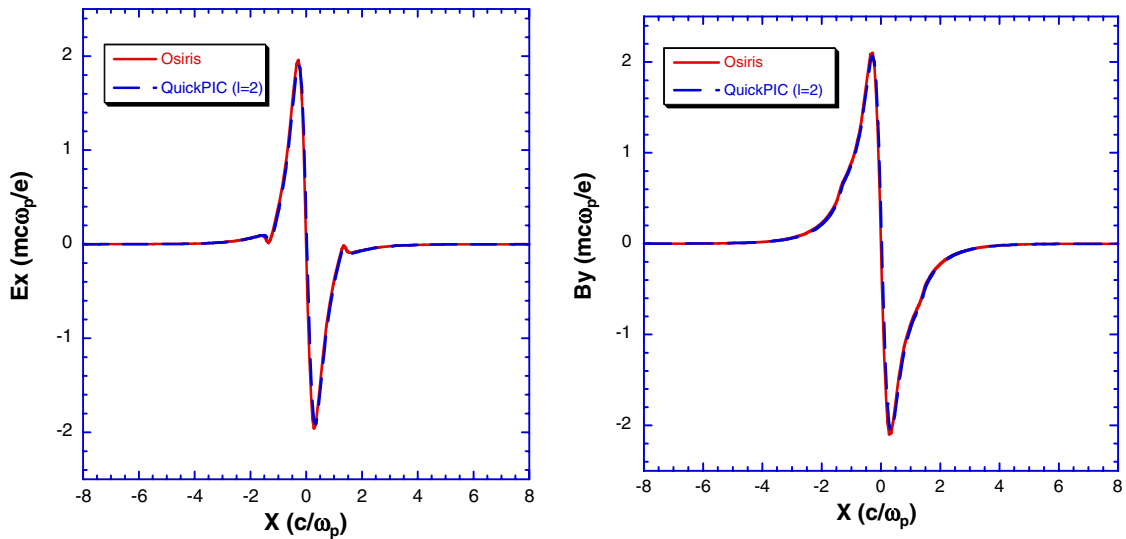 2
1
0
-1
-2
Ex (mcωp/e)
Osiris
QuickPIC (l=2)
-8 -6 -4 -2 0 2 4 6 8
X (c/ωp)
2
1
0
-1
-2
By (mcωp/e)
Osiris
QuickPIC (l=2)
-8 -6 -4 -2 0 2 4 6 8
X (c/ωp)